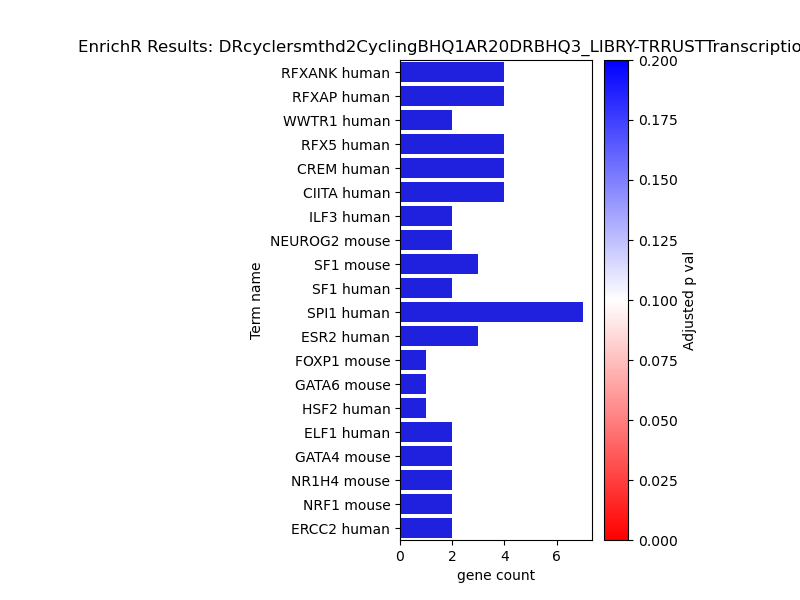 EnrichR Results: DRcyclersmthd2CyclingBHQ1AR20DRBHQ3_LIBRY-TRRUSTTranscriptio
RFXANK human
RFXAP human
WWTR1 human
RFX5 human
CREM human
CIITA human
ILF3 human
NEUROG2 mouse
SF1 mouse
SF1 human
SPI1 human
ESR2 human
FOXP1 mouse
GATA6 mouse
HSF2 human
ELF1 human
GATA4 mouse
NR1H4 mouse
NRF1 mouse
ERCC2 human
Term name
0 2 4 6
gene count
0.200
0.175
0.150
0.125
0.100
0.075
0.050
0.025
0.000
Adjusted p val